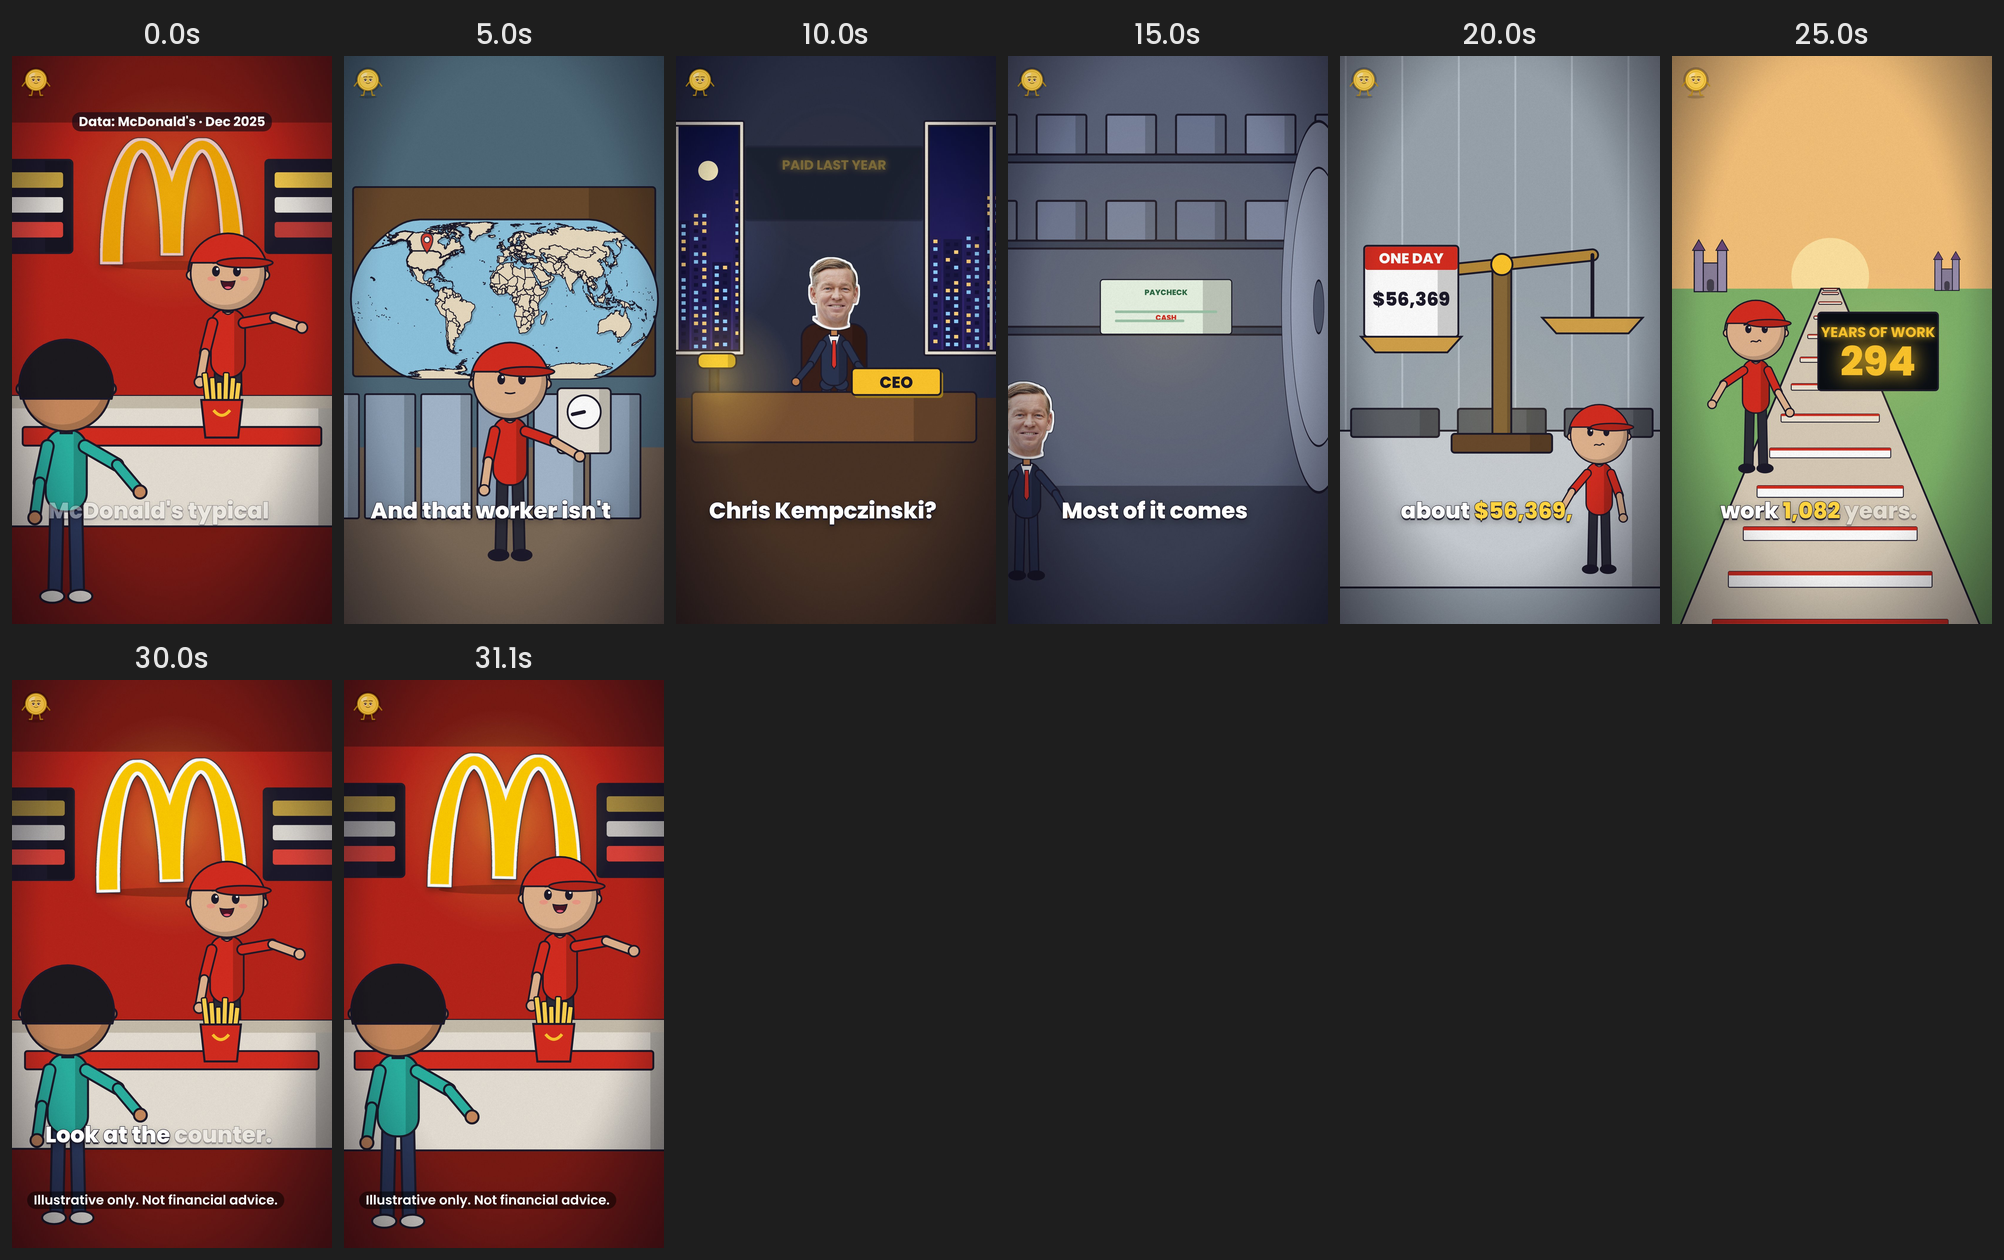 0.0s
5.0s
10.0s
15.0s
20.0s
25.0s
Data: McDonald's · Dec 2025
McDonald's typical
And that worker isn't
PAID LAST YEAR
CEO
Chris Kempczinski?
PAYCHECK
CASH
Most of it comes
ONE DAY
$56,369
about $56,369,
YEARS OF WORK
294
work 1,082 years.
30.0s
31.1s
Look at the counter.
Illustrative only. Not financial advice.
Illustrative only. Not financial advice.